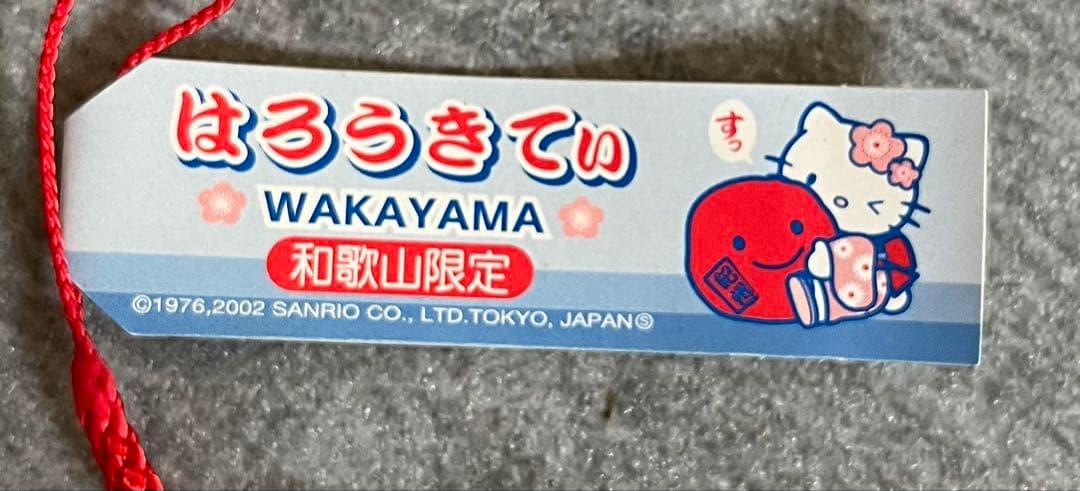 はろうきてぃ
WAKAYAMA
和歌山限定
©1976,2002 SANRIO CO., LTD.TOKYO, JAPANⓈ
すっ